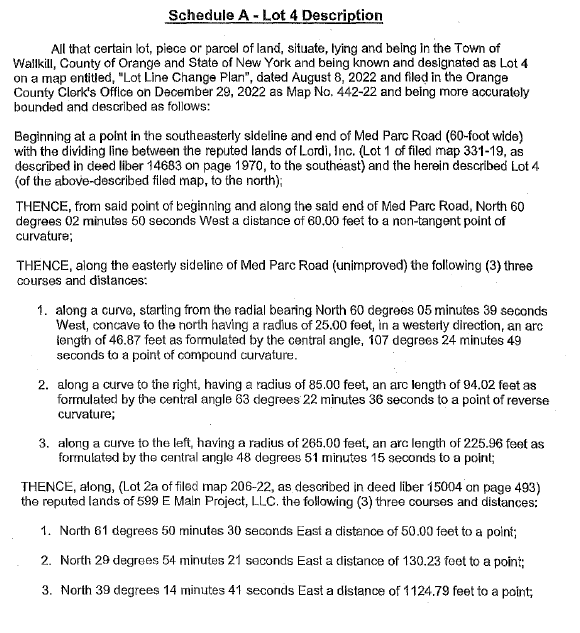 Schedule A - Lot 4 Description
All that certain lot, piece or parcel of land, situate, lying and being in the Town of
Wallkill, County of Orange and State of New York and being known and designated as Lot 4
on a map entitled, "Lot Line Change Plan", dated August 8, 2022 and filed in the Orange
County Clerk's Office on December 29, 2022 as Map No. 442-22 and being more accurately
bounded and described as follows:
Beginning at a point in the southeasterly sideline and end of Med Parc Road (60-foot wide)
with the dividing line between the reputed lands of Lordi, Inc. (Lot 1 of filed map 331-19, as
described in deed liber 14683 on page 1970, to the southeast) and the herein described Lot 4
(of the above-described filed map, to the north);
THENCE, from said point of beginning and along the said end of Med Parc Road, North 60
degrees 02 minutes 50 seconds West a distance of 60.00 feet to a non-tangent point of
curvature;
THENCE, along the easterly sideline of Med Parc Road (unimproved) the following (3) three
courses and distances:
1. along a curve, starting from the radial bearing North 60 degrees 05 minutes 39 seconds
West, concave to the north having a radius of 25.00 feet, in a westerly direction, an arc
length of 46.87 feet as formulated by the central angle, 107 degrees 24 minutes 49
seconds to a point of compound curvature.
2. along a curve to the right, having a radius of 85.00 feet, an arc length of 94.02 feet as
formulated by the central angle 63 degrees 22 minutes 36 seconds to a point of reverse
curvature;
3. along a curve to the left, having a radius of 265.00 feet, an arc length of 225.96 feet as
formulated by the central angle 48 degrees 51 minutes 15 seconds to a point;
THENCE, along, (Lot 2a of filed map 206-22, as described in deed liber 15004 on page 493)
the reputed lands of 599 E Main Project, LLC. the following (3) three courses and distances:
1. North 61 degrees 50 minutes 30 seconds East a distance of 50.00 feet to a point;
2. North 29 degrees 54 minutes 21 seconds East a distance of 130.23 feet to a point;
3. North 39 degrees 14 minutes 41 seconds East a distance of 1124.79 feet to a point;